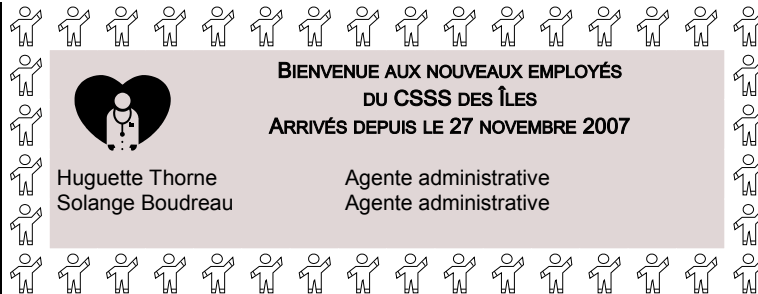 BIENVENUE AUX NOUVEAUX EMPLOYÉS
DU CSSS DES ÎLES
ARRIVÉS DEPUIS LE 27 NOVEMBRE 2007
Huguette Thorne Agente administrative
Solange Boudreau Agente administrative